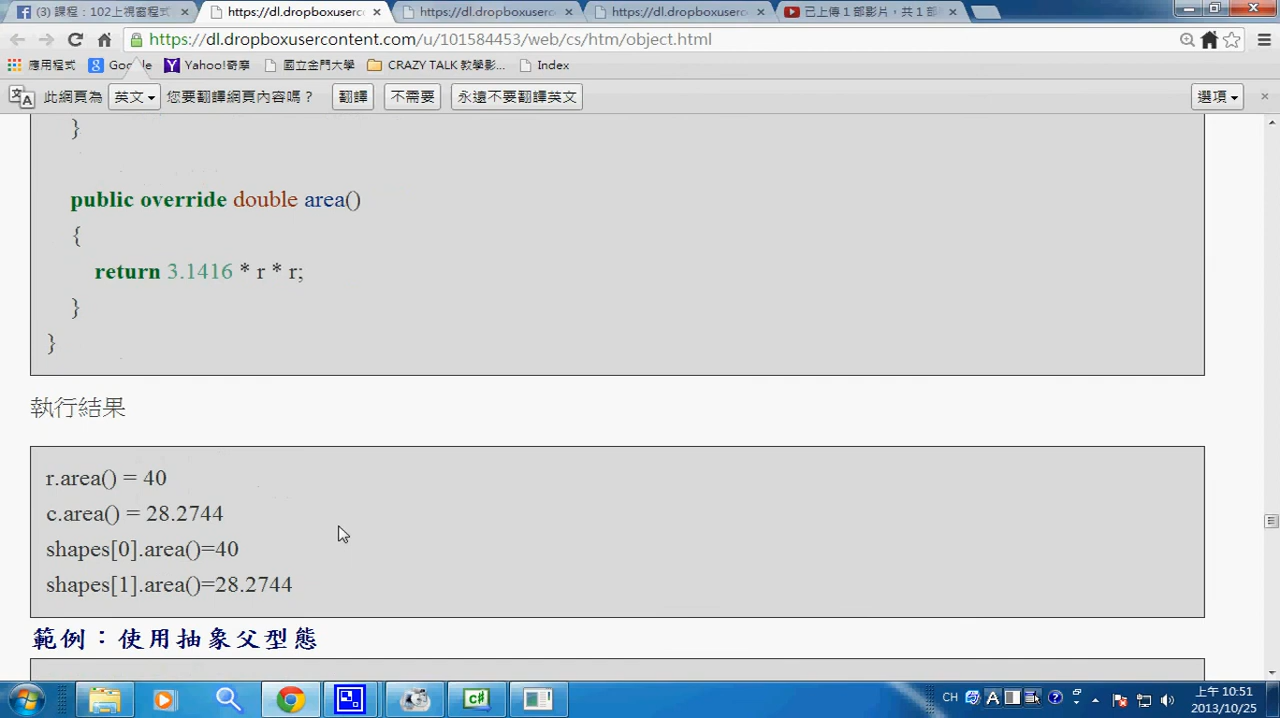 (3) 課程：102上視窗程式
https://dl.dropboxuserco
https://dl.dropboxusercon
https://dl.dropboxusercon
已上傳 1 部影片，共 1 部
https://dl.dropboxusercontent.com/u/101584453/web/cs/htm/object.html
應用程式 Google Yahoo!奇摩 國立金門大學 CRAZY TALK 教學影... Index
此網頁為 英文 您要翻譯網頁內容嗎？ 翻譯 不需要 永遠不要翻譯英文 選項
}
public override double area()
{
return 3.1416 * r * r;
}
}
執行結果
r.area() = 40
c.area() = 28.2744
shapes[0].area()=40
shapes[1].area()=28.2744
範例：使用抽象父型態
CH A
上午 10:51
2013/10/25